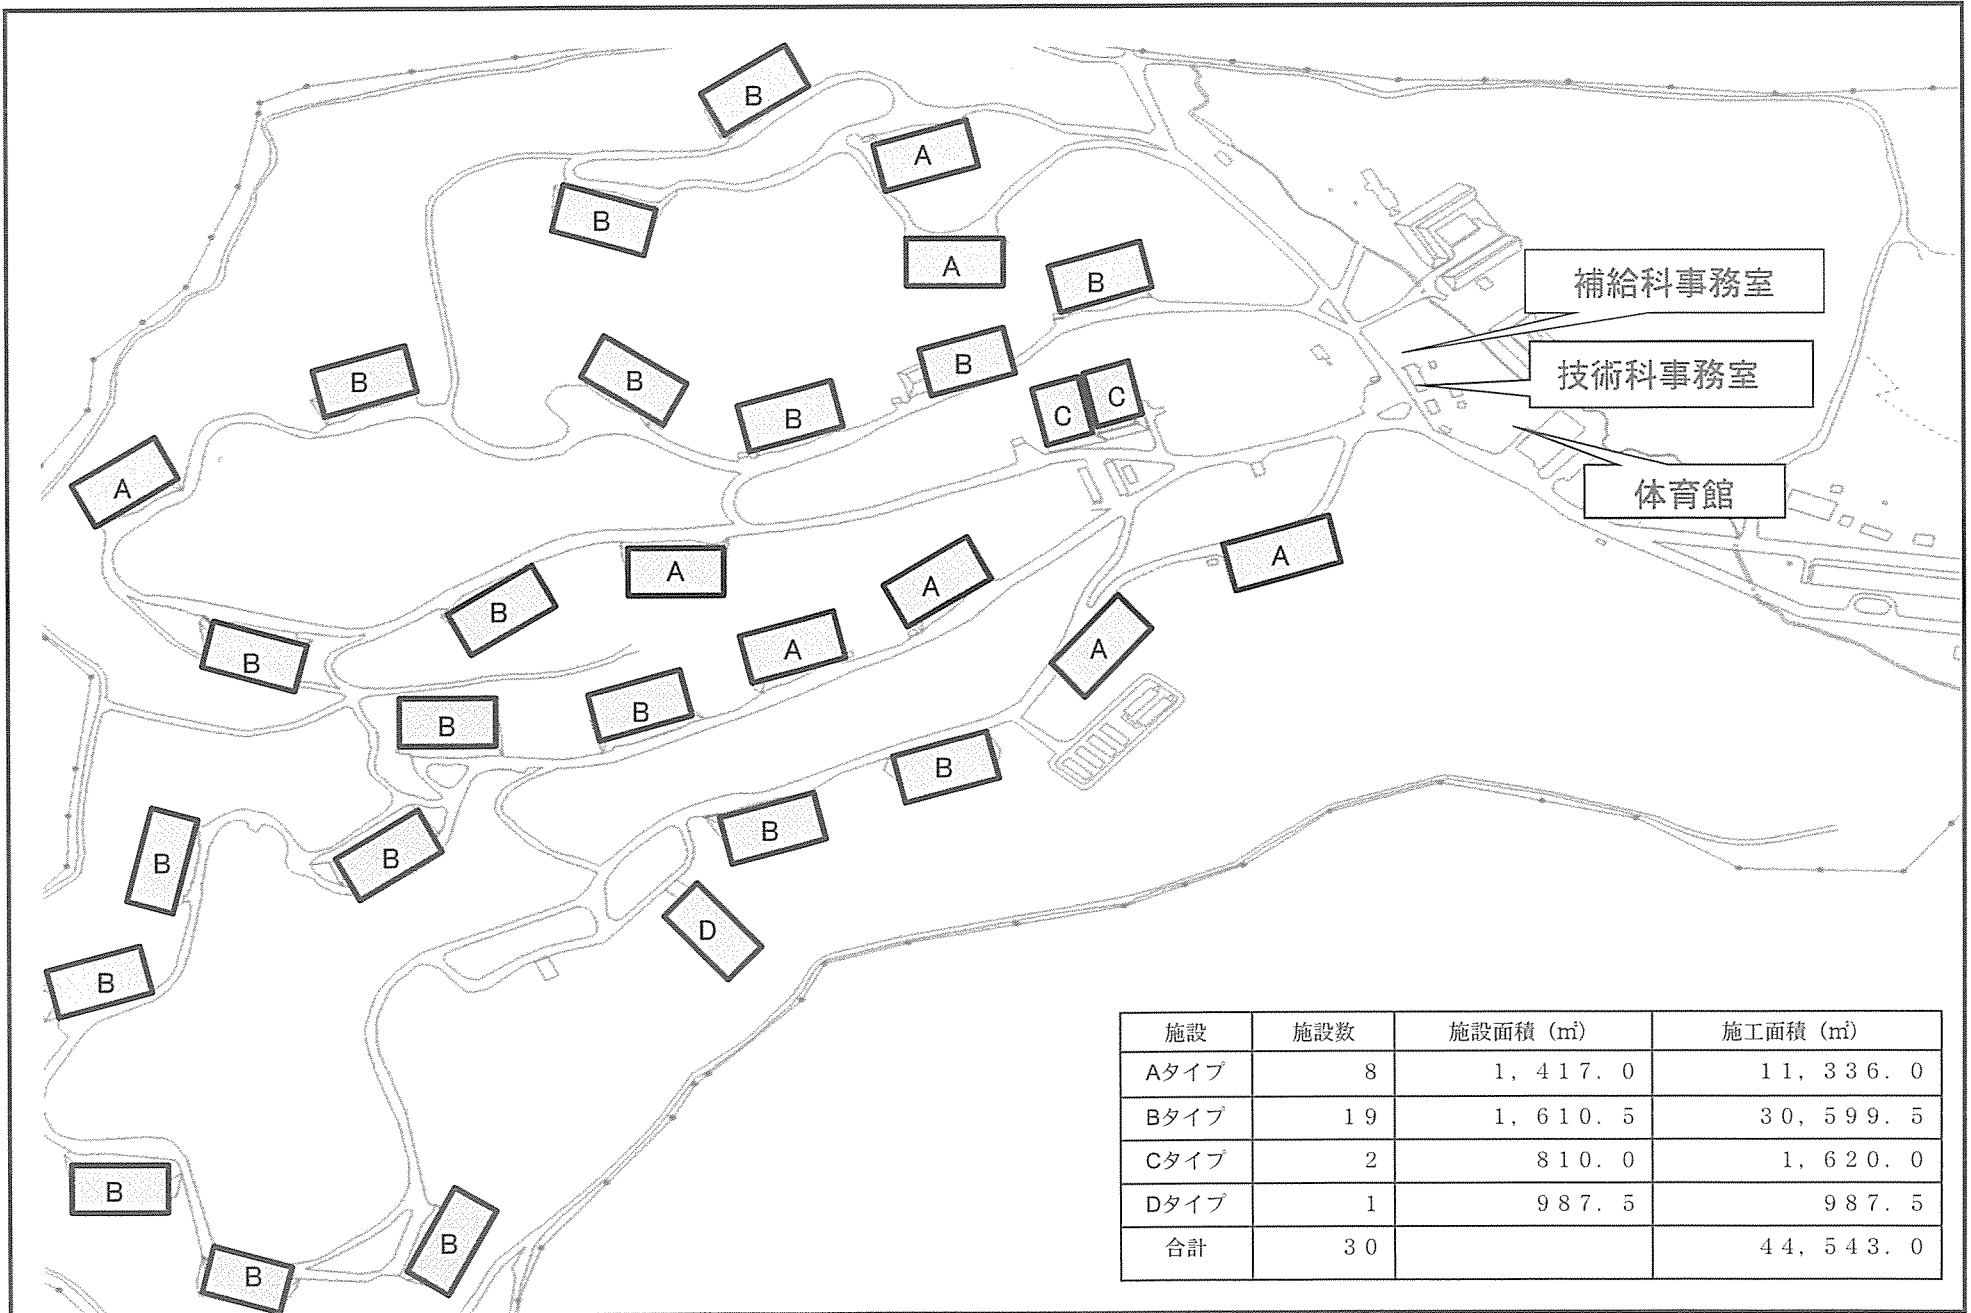 B
A
B
A
B
補給科事務室
B
B
B
技術科事務室
B
C
C
A
体育館
A
A
A
B
B
A
A
B
B
B
B
B
B
D
B
B
B
B
施設 施設数 施設面積（㎡） 施工面積（㎡）
Aタイプ 8 1，417．0 11，336．0
Bタイプ 19 1，610．5 30，599．5
Cタイプ 2 810．0 1，620．0
Dタイプ 1 987．5 987．5
合計 30 44，543．0